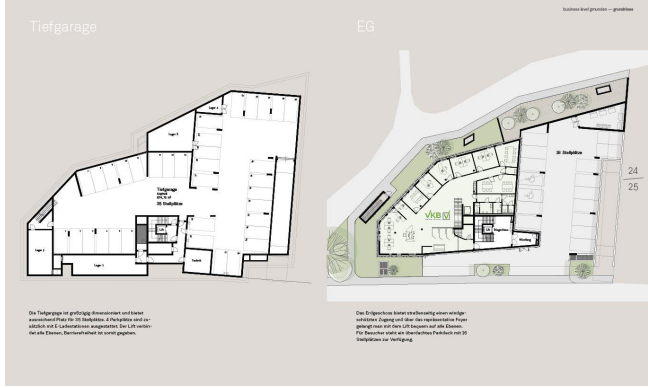 business level gmunden — grundrisse
Tiefgarage
EG
Lager 4
Lager 3
Tiefgarage
35 Stellplätze
Lift
Lager 2
Lager 1
Technik
35 Stellplätze
VKB
Lift
Müllraum
24
25
Die Tiefgarage ist großzügig dimensioniert und bietet
ausreichend Platz für 35 Stellplätze. 4 Parkplätze sind zu-
sätzlich mit E-Ladestationen ausgestattet. Der Lift verbin-
det alle Ebenen, Barrierefreiheit ist somit gegeben.
Das Erdgeschoss bietet straßenseitig einen windge-
schützten Zugang und über das repräsentative Foyer
gelangt man mit dem Lift bequem auf alle Ebenen.
Für Besucher steht ein überdachtes Parkdeck mit
Stellplätzen zur Verfügung.